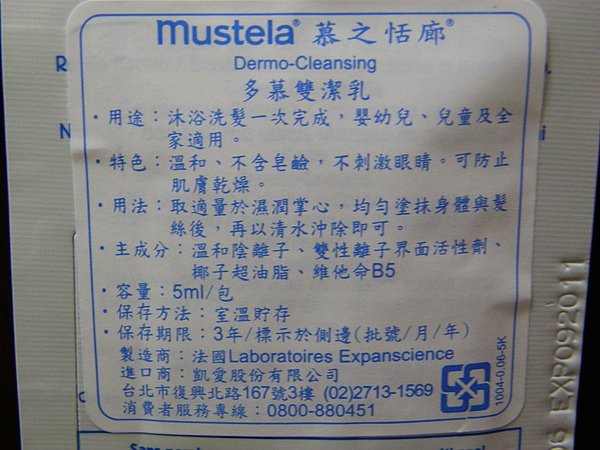 mustela® 慕之恬廊®
Dermo-Cleansing
多慕雙潔乳
・用途：沐浴洗髮一次完成，嬰幼兒、兒童及全
家適用。
・特色：溫和、不含皂鹼，不刺激眼睛。可防止
肌膚乾燥。
・用法：取適量於濕潤掌心，均勻塗抹身體與髮
絲後，再以清水沖除即可。
・主成分：溫和陰離子、雙性離子界面活性劑、
椰子超油脂、維他命B5
・容量：5ml/包
・保存方法：室溫貯存
・保存期限：3年/標示於側邊(批號/月/年)
製造商：法國Laboratoires Expanscience
進口商：凱愛股份有限公司
台北市復興北路167號3樓 (02)2713-1569
消費者服務專線：0800-880451
1004-0.06-5K
06 EXP092011